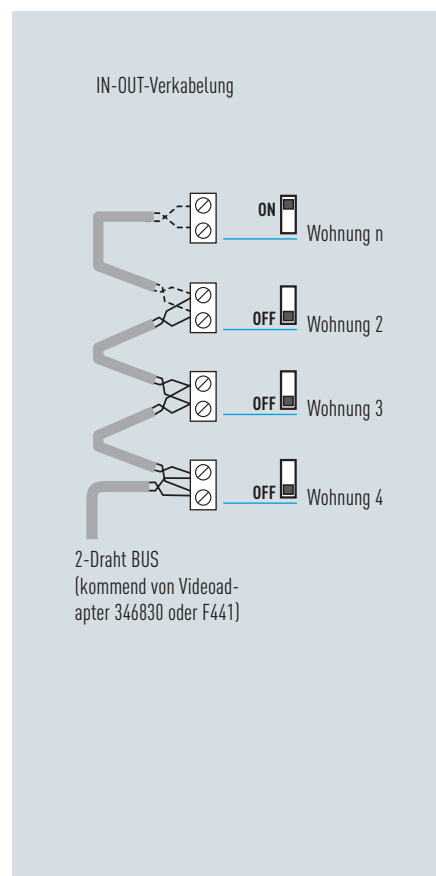 IN-OUT-Verkabelung
ON
Wohnung n
OFF
Wohnung 2
OFF
Wohnung 3
OFF
Wohnung 4
2-Draht BUS
(kommend von Videoad-
apter 346830 oder F441)